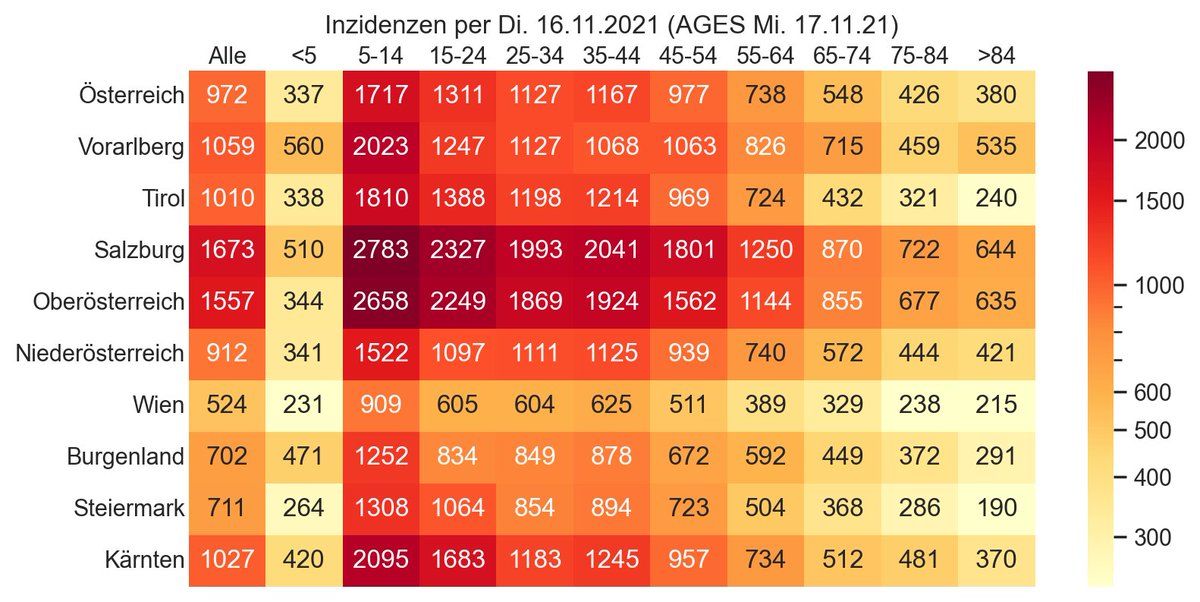 Inzidenzen per Di. 16.11.2021 (AGES Mi. 17.11.21)
Alle <5 5-14 15-24 25-34 35-44 45-54 55-64 65-74 75-84 >84
Österreich 972 337 1717 1311 1127 1167 977 738 548 426 380
Vorarlberg 1059 560 2023 1247 1127 1068 1063 826 715 459 535
Tirol 1010 338 1810 1388 1198 1214 969 724 432 321 240
Salzburg 1673 510 2783 2327 1993 2041 1801 1250 870 722 644
Oberösterreich 1557 344 2658 2249 1869 1924 1562 1144 855 677 635
Niederösterreich 912 341 1522 1097 1111 1125 939 740 572 444 421
Wien 524 231 909 605 604 625 511 389 329 238 215
Burgenland 702 471 1252 834 849 878 672 592 449 372 291
Steiermark 711 264 1308 1064 854 894 723 504 368 286 190
Kärnten 1027 420 2095 1683 1183 1245 957 734 512 481 370
2000
1500
1000
600
500
400
300